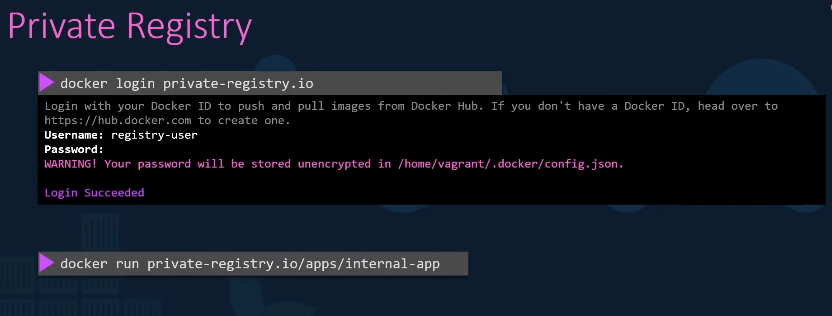 Private Registry
docker login private-registry.io
Login with your Docker ID to push and pull images from Docker Hub. If you don't have a Docker ID, head over to
https://hub.docker.com to create one.
Username: registry-user
Password:
WARNING! Your password will be stored unencrypted in /home/vagrant/.docker/config.json.
Login Succeeded
docker run private-registry.io/apps/internal-app